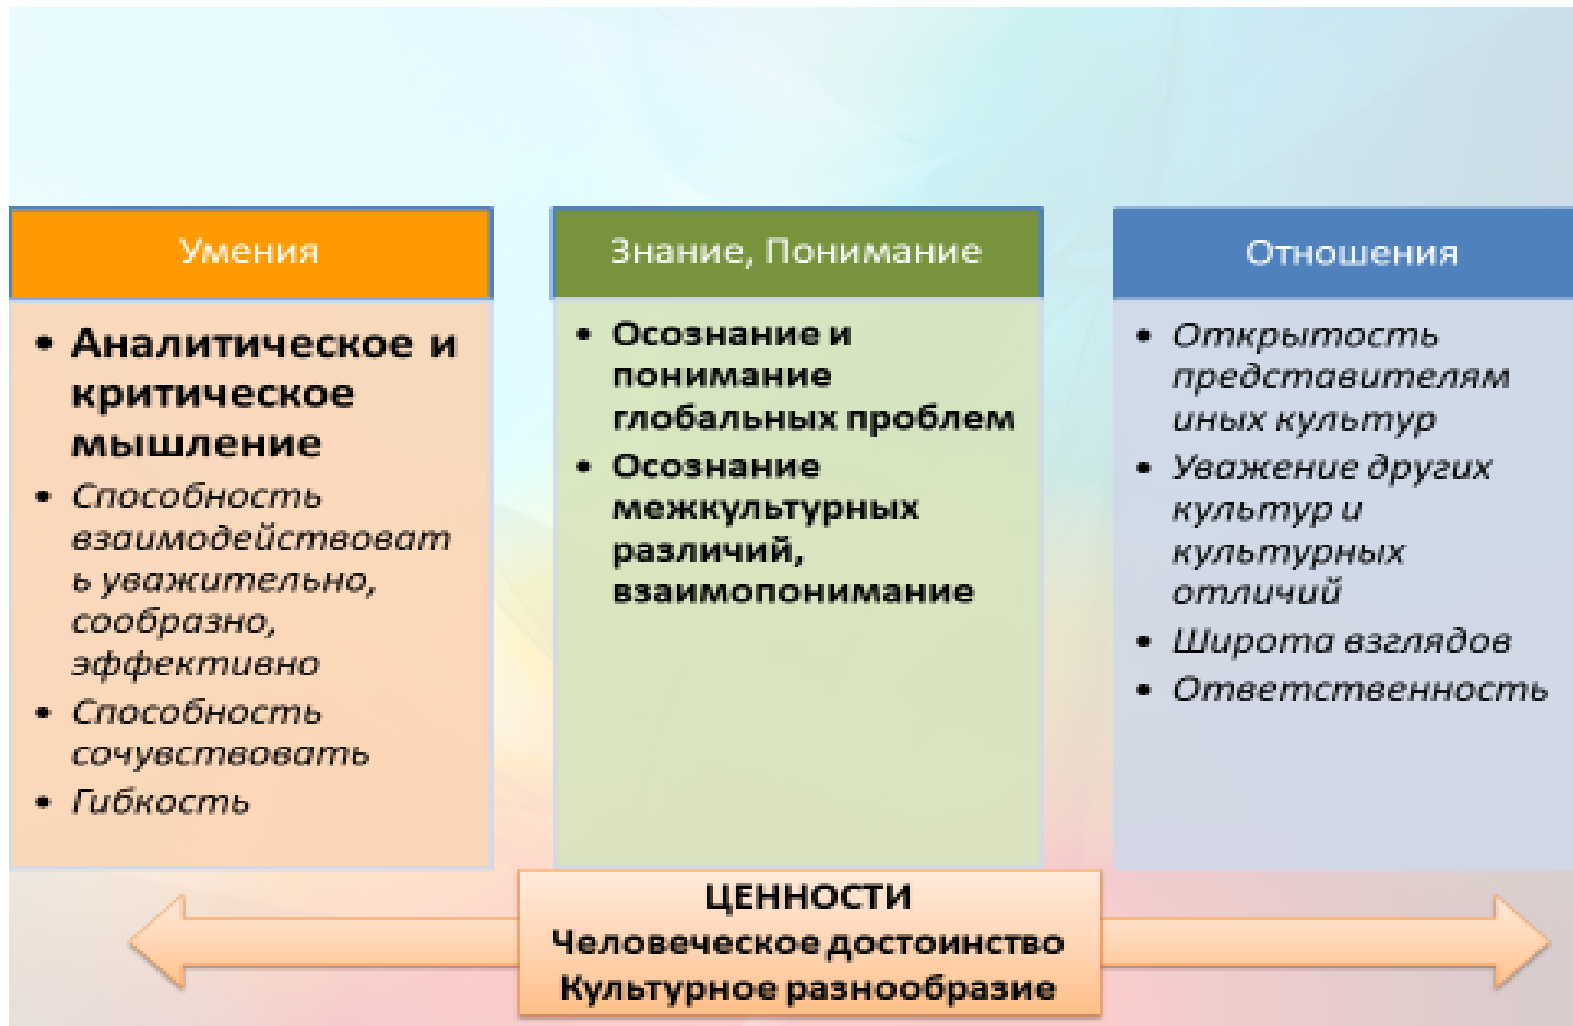 Умения
• Аналитическое и
критическое
мышление
• Способность
взаимодействоват
ь уважительно,
сообразно,
эффективно
• Способность
сочувствовать
• Гибкость
Знание, Понимание
• Осознание и
понимание
глобальных проблем
• Осознание
межкультурных
различий,
взаимопонимание
Отношения
• Открытость
представителям
иных культур
• Уважение других
культур и
культурных
отличий
• Широта взглядов
• Ответственность
ЦЕННОСТИ
Человеческое достоинство
Культурное разнообразие